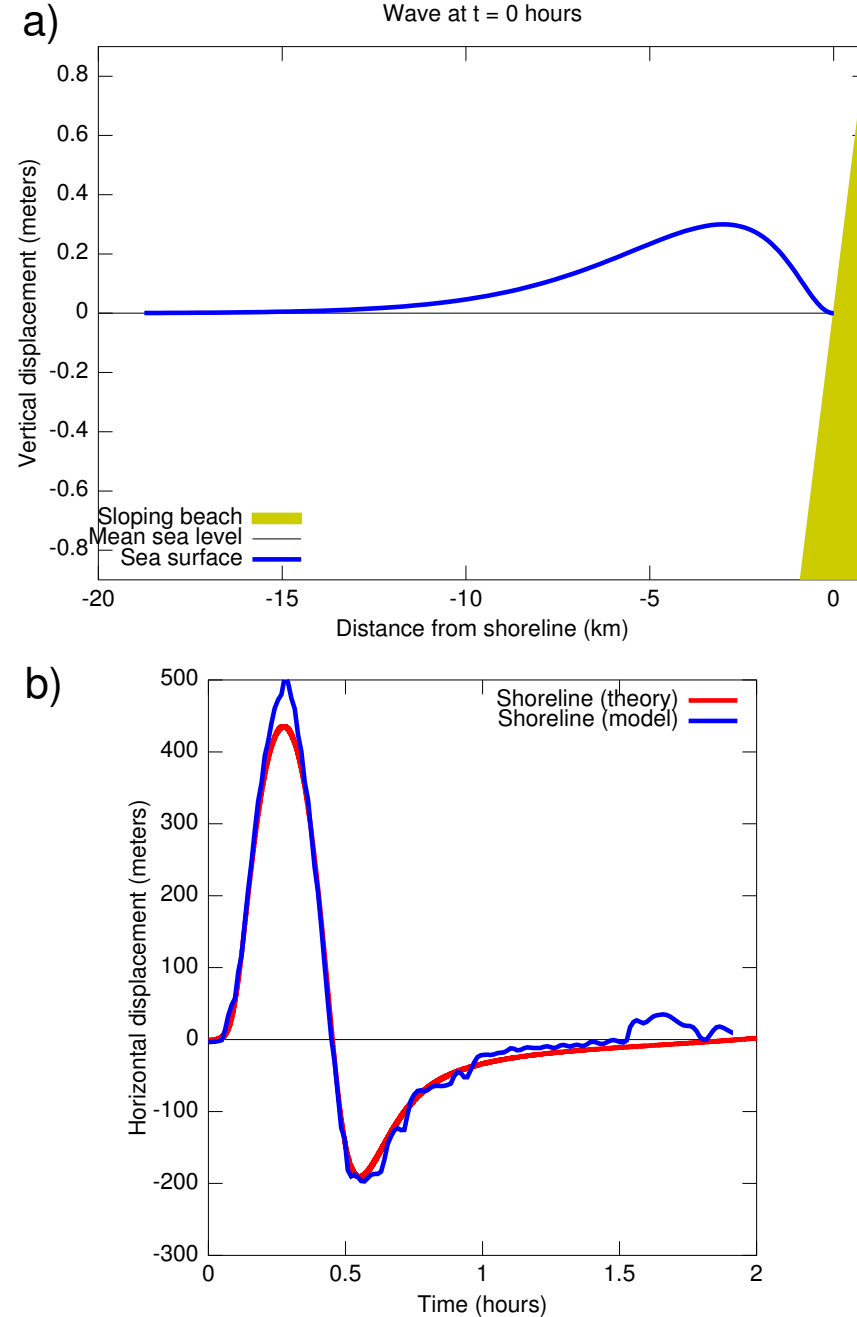 a)
Wave at t = 0 hours
Vertical displacement (meters)
0.8
0.6
0.4
0.2
0
-0.2
-0.4
-0.6
-0.8
Sloping beach
Mean sea level
Sea surface
-20 -15 -10 -5 0
Distance from shoreline (km)
b)
Horizontal displacement (meters)
500
400
300
200
100
0
-100
-200
-300
Shoreline (theory)
Shoreline (model)
0 0.5 1 1.5 2
Time (hours)